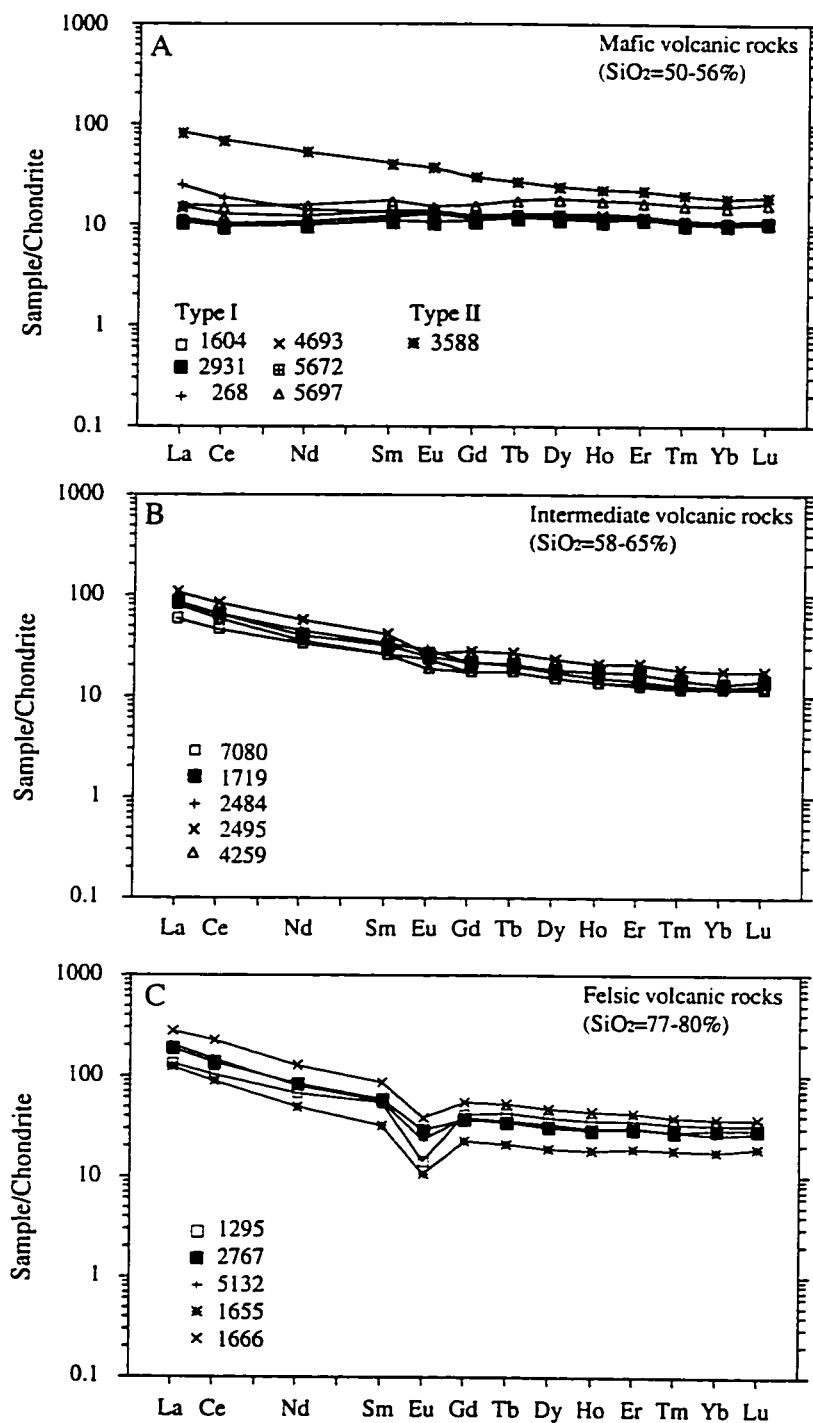 A
Mafic volcanic rocks
(SiO2=50-56%)
Sample/Chondrite
1000
100
10
1
0.1
Type I
Type II
1604
4693
3588
2931
5672
268
5697
La Ce Nd Sm Eu Gd Tb Dy Ho Er Tm Yb Lu
B
Intermediate volcanic rocks
(SiO2=58-65%)
Sample/Chondrite
1000
100
10
1
0.1
7080
1719
2484
2495
4259
La Ce Nd Sm Eu Gd Tb Dy Ho Er Tm Yb Lu
C
Felsic volcanic rocks
(SiO2=77-80%)
Sample/Chondrite
1000
100
10
1
0.1
1295
2767
5132
1655
1666
La Ce Nd Sm Eu Gd Tb Dy Ho Er Tm Yb Lu